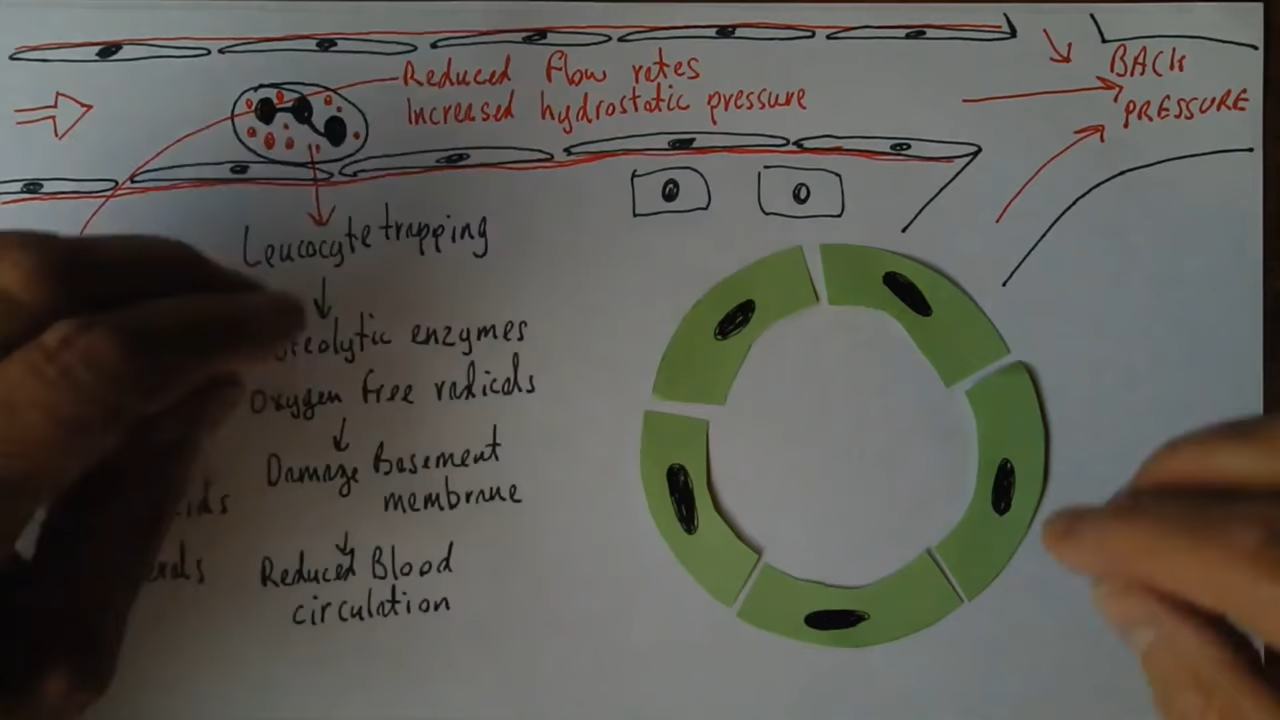 Reduced flow rates
Increased hydrostatic pressure
BACK
PRESSURE
Leucocyte trapping
enzymes
Oxygen free radicals
Damage Basement
membrane
Reduced Blood
circulation